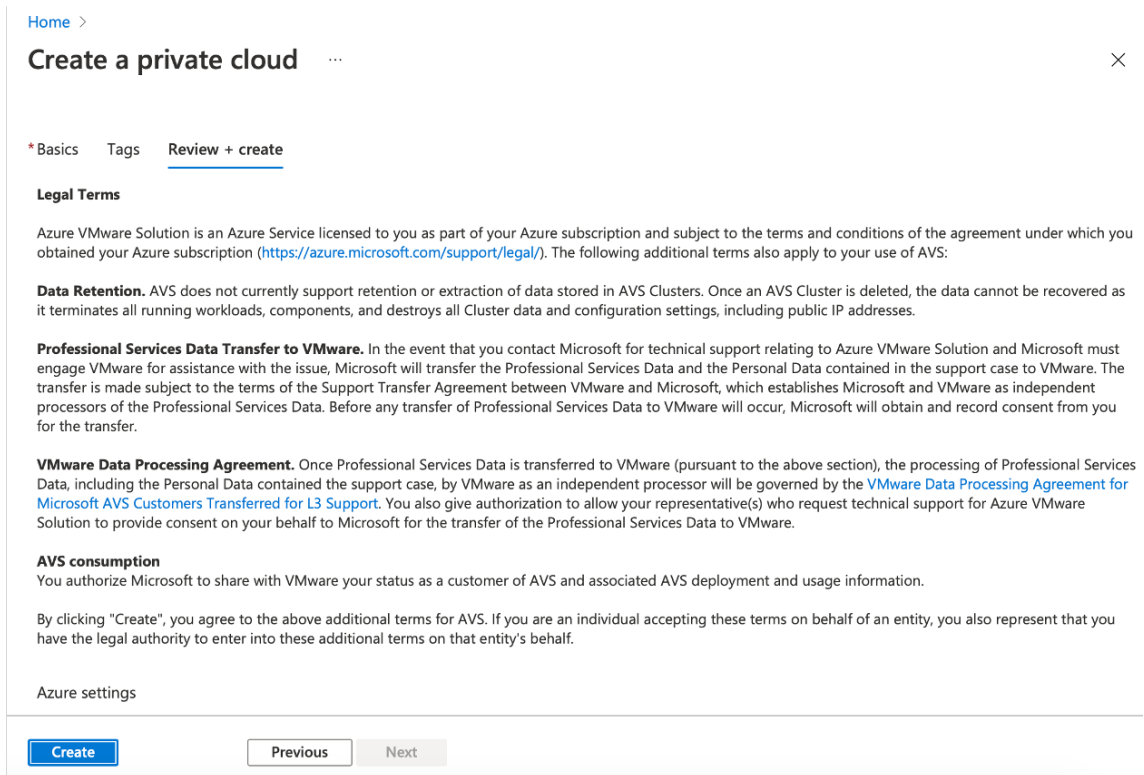 Home >
Create a private cloud ...
* Basics Tags Review + create
Legal Terms
Azure VMware Solution is an Azure Service licensed to you as part of your Azure subscription and subject to the terms and conditions of the agreement under which you
obtained your Azure subscription (https://azure.microsoft.com/support/legal/). The following additional terms also apply to your use of AVS:
Data Retention. AVS does not currently support retention or extraction of data stored in AVS Clusters. Once an AVS Cluster is deleted, the data cannot be recovered as
it terminates all running workloads, components, and destroys all Cluster data and configuration settings, including public IP addresses.
Professional Services Data Transfer to VMware. In the event that you contact Microsoft for technical support relating to Azure VMware Solution and Microsoft must
engage VMware for assistance with the issue, Microsoft will transfer the Professional Services Data and the Personal Data contained in the support case to VMware. The
transfer is made subject to the terms of the Support Transfer Agreement between VMware and Microsoft, which establishes Microsoft and VMware as independent
processors of the Professional Services Data. Before any transfer of Professional Services Data to VMware will occur, Microsoft will obtain and record consent from you
for the transfer.
VMware Data Processing Agreement. Once Professional Services Data is transferred to VMware (pursuant to the above section), the processing of Professional Services
Data, including the Personal Data contained the support case, by VMware as an independent processor will be governed by the VMware Data Processing Agreement for
Microsoft AVS Customers Transferred for L3 Support. You also give authorization to allow your representative(s) who request technical support for Azure VMware
Solution to provide consent on your behalf to Microsoft for the transfer of the Professional Services Data to VMware.
AVS consumption
You authorize Microsoft to share with VMware your status as a customer of AVS and associated AVS deployment and usage information.
By clicking "Create", you agree to the above additional terms for AVS. If you are an individual accepting these terms on behalf of an entity, you also represent that you
have the legal authority to enter into these additional terms on that entity's behalf.
Azure settings
Create Previous Next